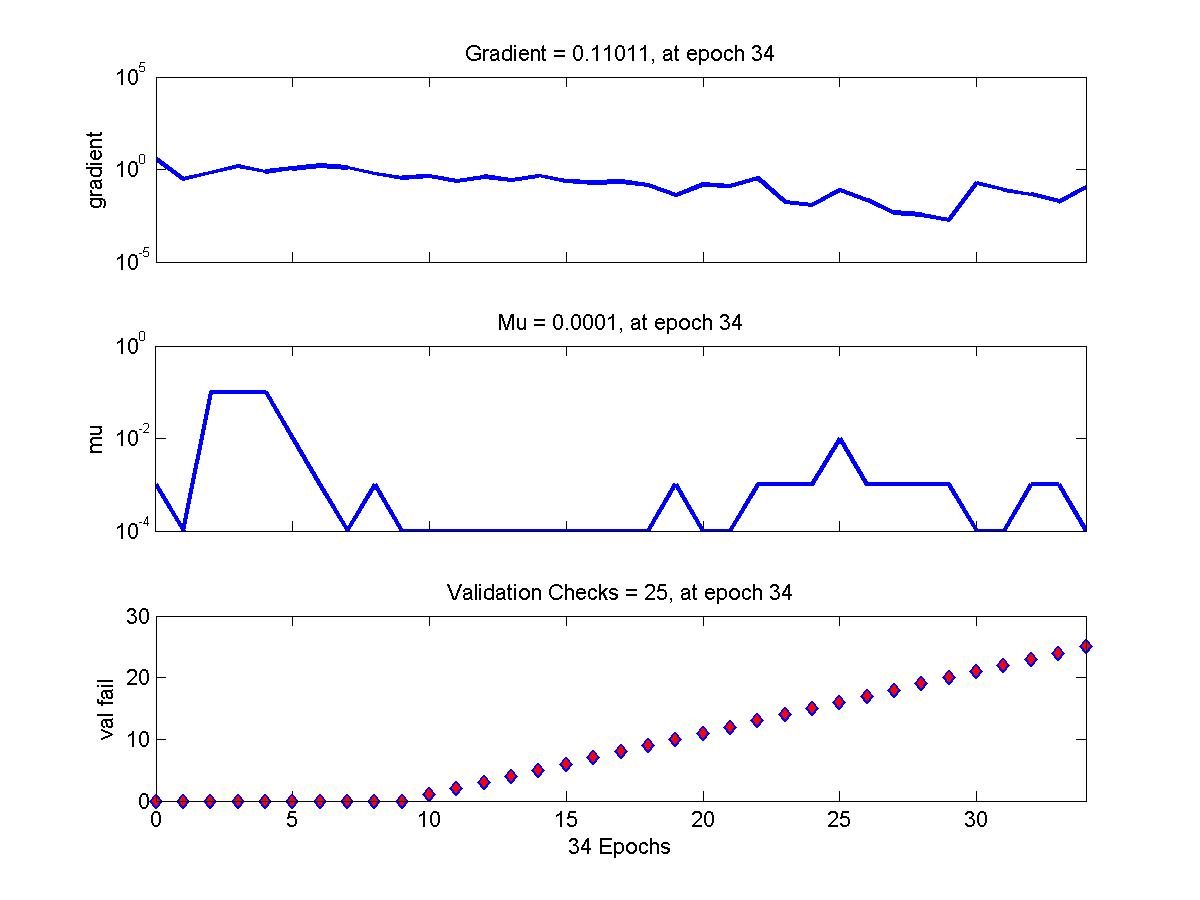 Gradient = 0.11011, at epoch 34
10^5
10^0
10^-5
gradient
Mu = 0.0001, at epoch 34
10^0
10^-2
10^-4
mu
Validation Checks = 25, at epoch 34
30
20
10
0
val fail
0 5 10 15 20 25 30
34 Epochs